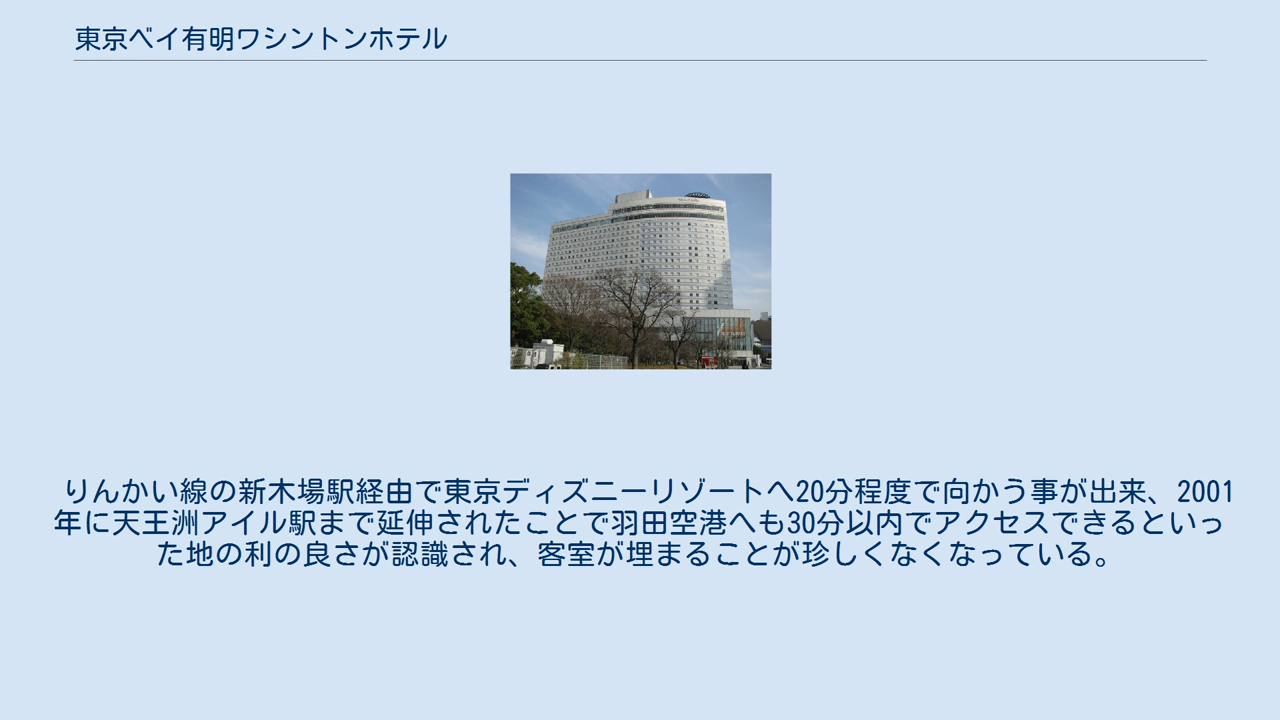 東京ベイ有明ワシントンホテル
りんかい線の新木場駅経由で東京ディズニーリゾートへ20分程度で向かう事が出来、2001
年に天王洲アイル駅まで延伸されたことで羽田空港へも30分以内でアクセスできるといっ
た地の利の良さが認識され、客室が埋まることが珍しくなくなっている。